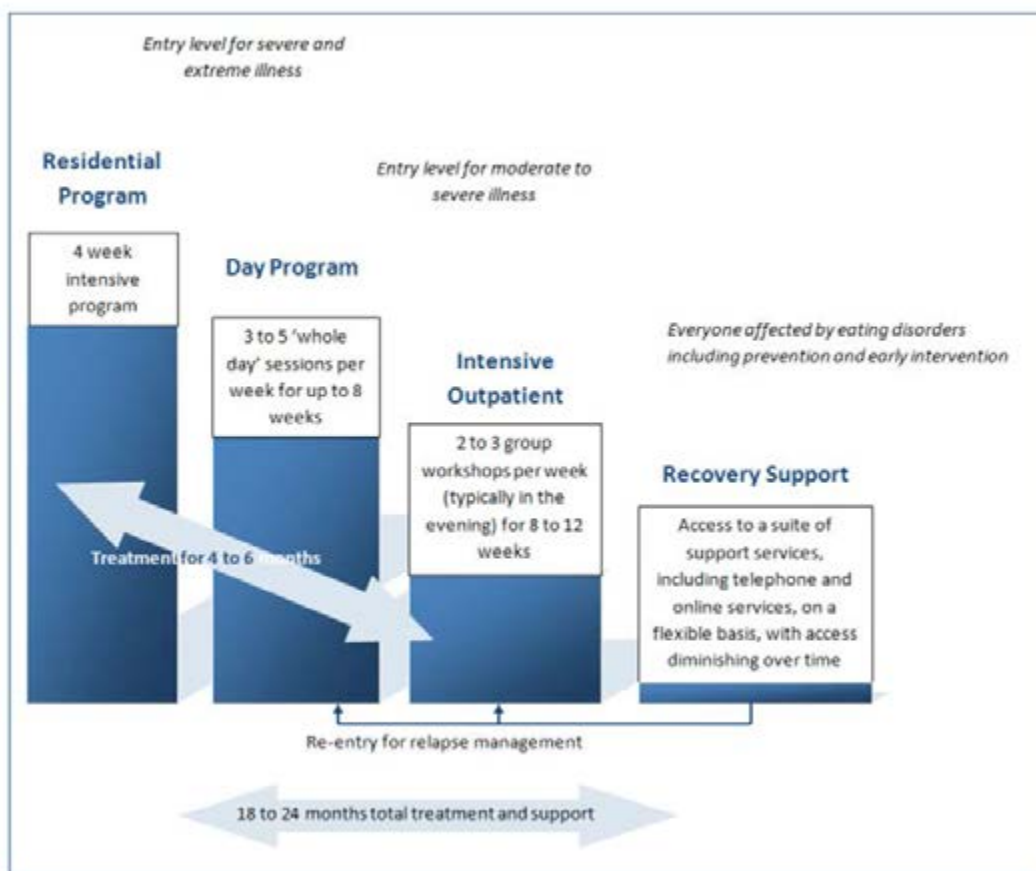 Entry level for severe and
extreme illness
Residential
Program
Entry level for moderate to
severe illness
4 week
intensive
program
Day Program
3 to 5 ‘whole
day’ sessions per
week for up to 8
weeks
Everyone affected by eating disorders
including prevention and early intervention
Intensive
Outpatient
2 to 3 group
workshops per week
(typically in the
evening) for 8 to 12
weeks
Recovery Support
Access to a suite of
support services,
including telephone and
online services, on a
flexible basis, with access
diminishing over time
Treatment for 4 to 6 months
Re-entry for relapse management
18 to 24 months total treatment and support